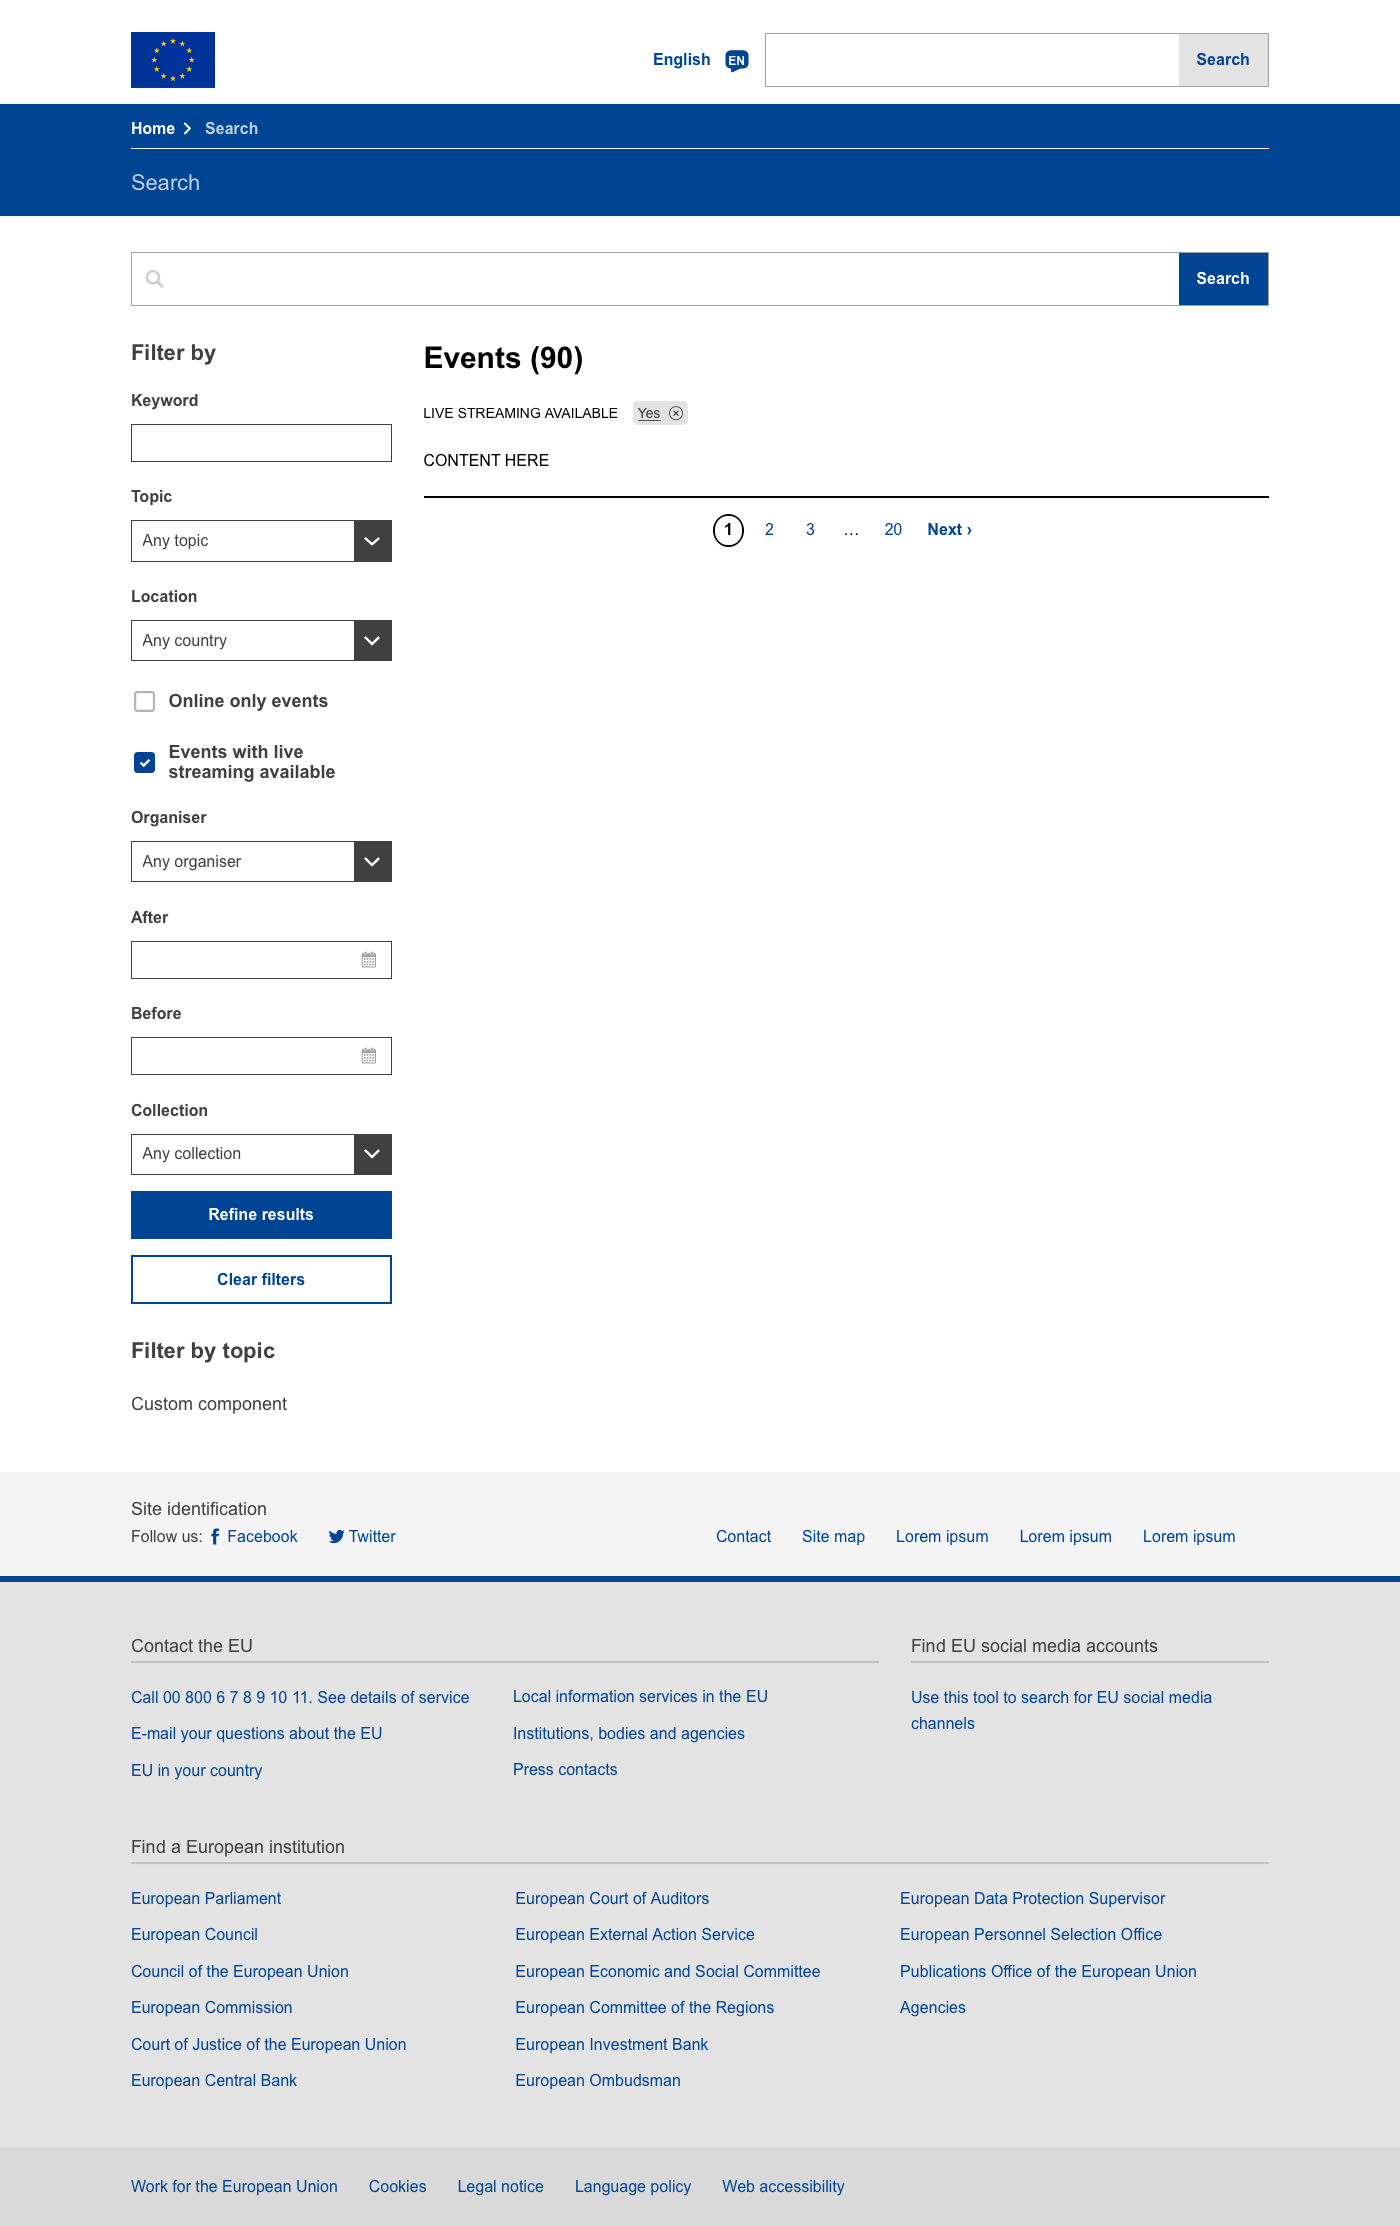 English EN Search
Home Search
Search
Search
Filter by
Keyword
Topic
Any topic
Location
Any country
Online only events
Events with live
streaming available
Organiser
Any organiser
After
Before
Collection
Any collection
Refine results
Clear filters
Filter by topic
Custom component
Events (90)
LIVE STREAMING AVAILABLE Yes
CONTENT HERE
1 2 3 … 20 Next ›
Site identification
Follow us: Facebook Twitter
Contact Site map Lorem ipsum Lorem ipsum Lorem ipsum
Contact the EU
Call 00 800 6 7 8 9 10 11. See details of service
E-mail your questions about the EU
EU in your country
Local information services in the EU
Institutions, bodies and agencies
Press contacts
Find EU social media accounts
Use this tool to search for EU social media
channels
Find a European institution
European Parliament
European Council
Council of the European Union
European Commission
Court of Justice of the European Union
European Central Bank
European Court of Auditors
European External Action Service
European Economic and Social Committee
European Committee of the Regions
European Investment Bank
European Ombudsman
European Data Protection Supervisor
European Personnel Selection Office
Publications Office of the European Union
Agencies
Work for the European Union Cookies Legal notice Language policy Web accessibility